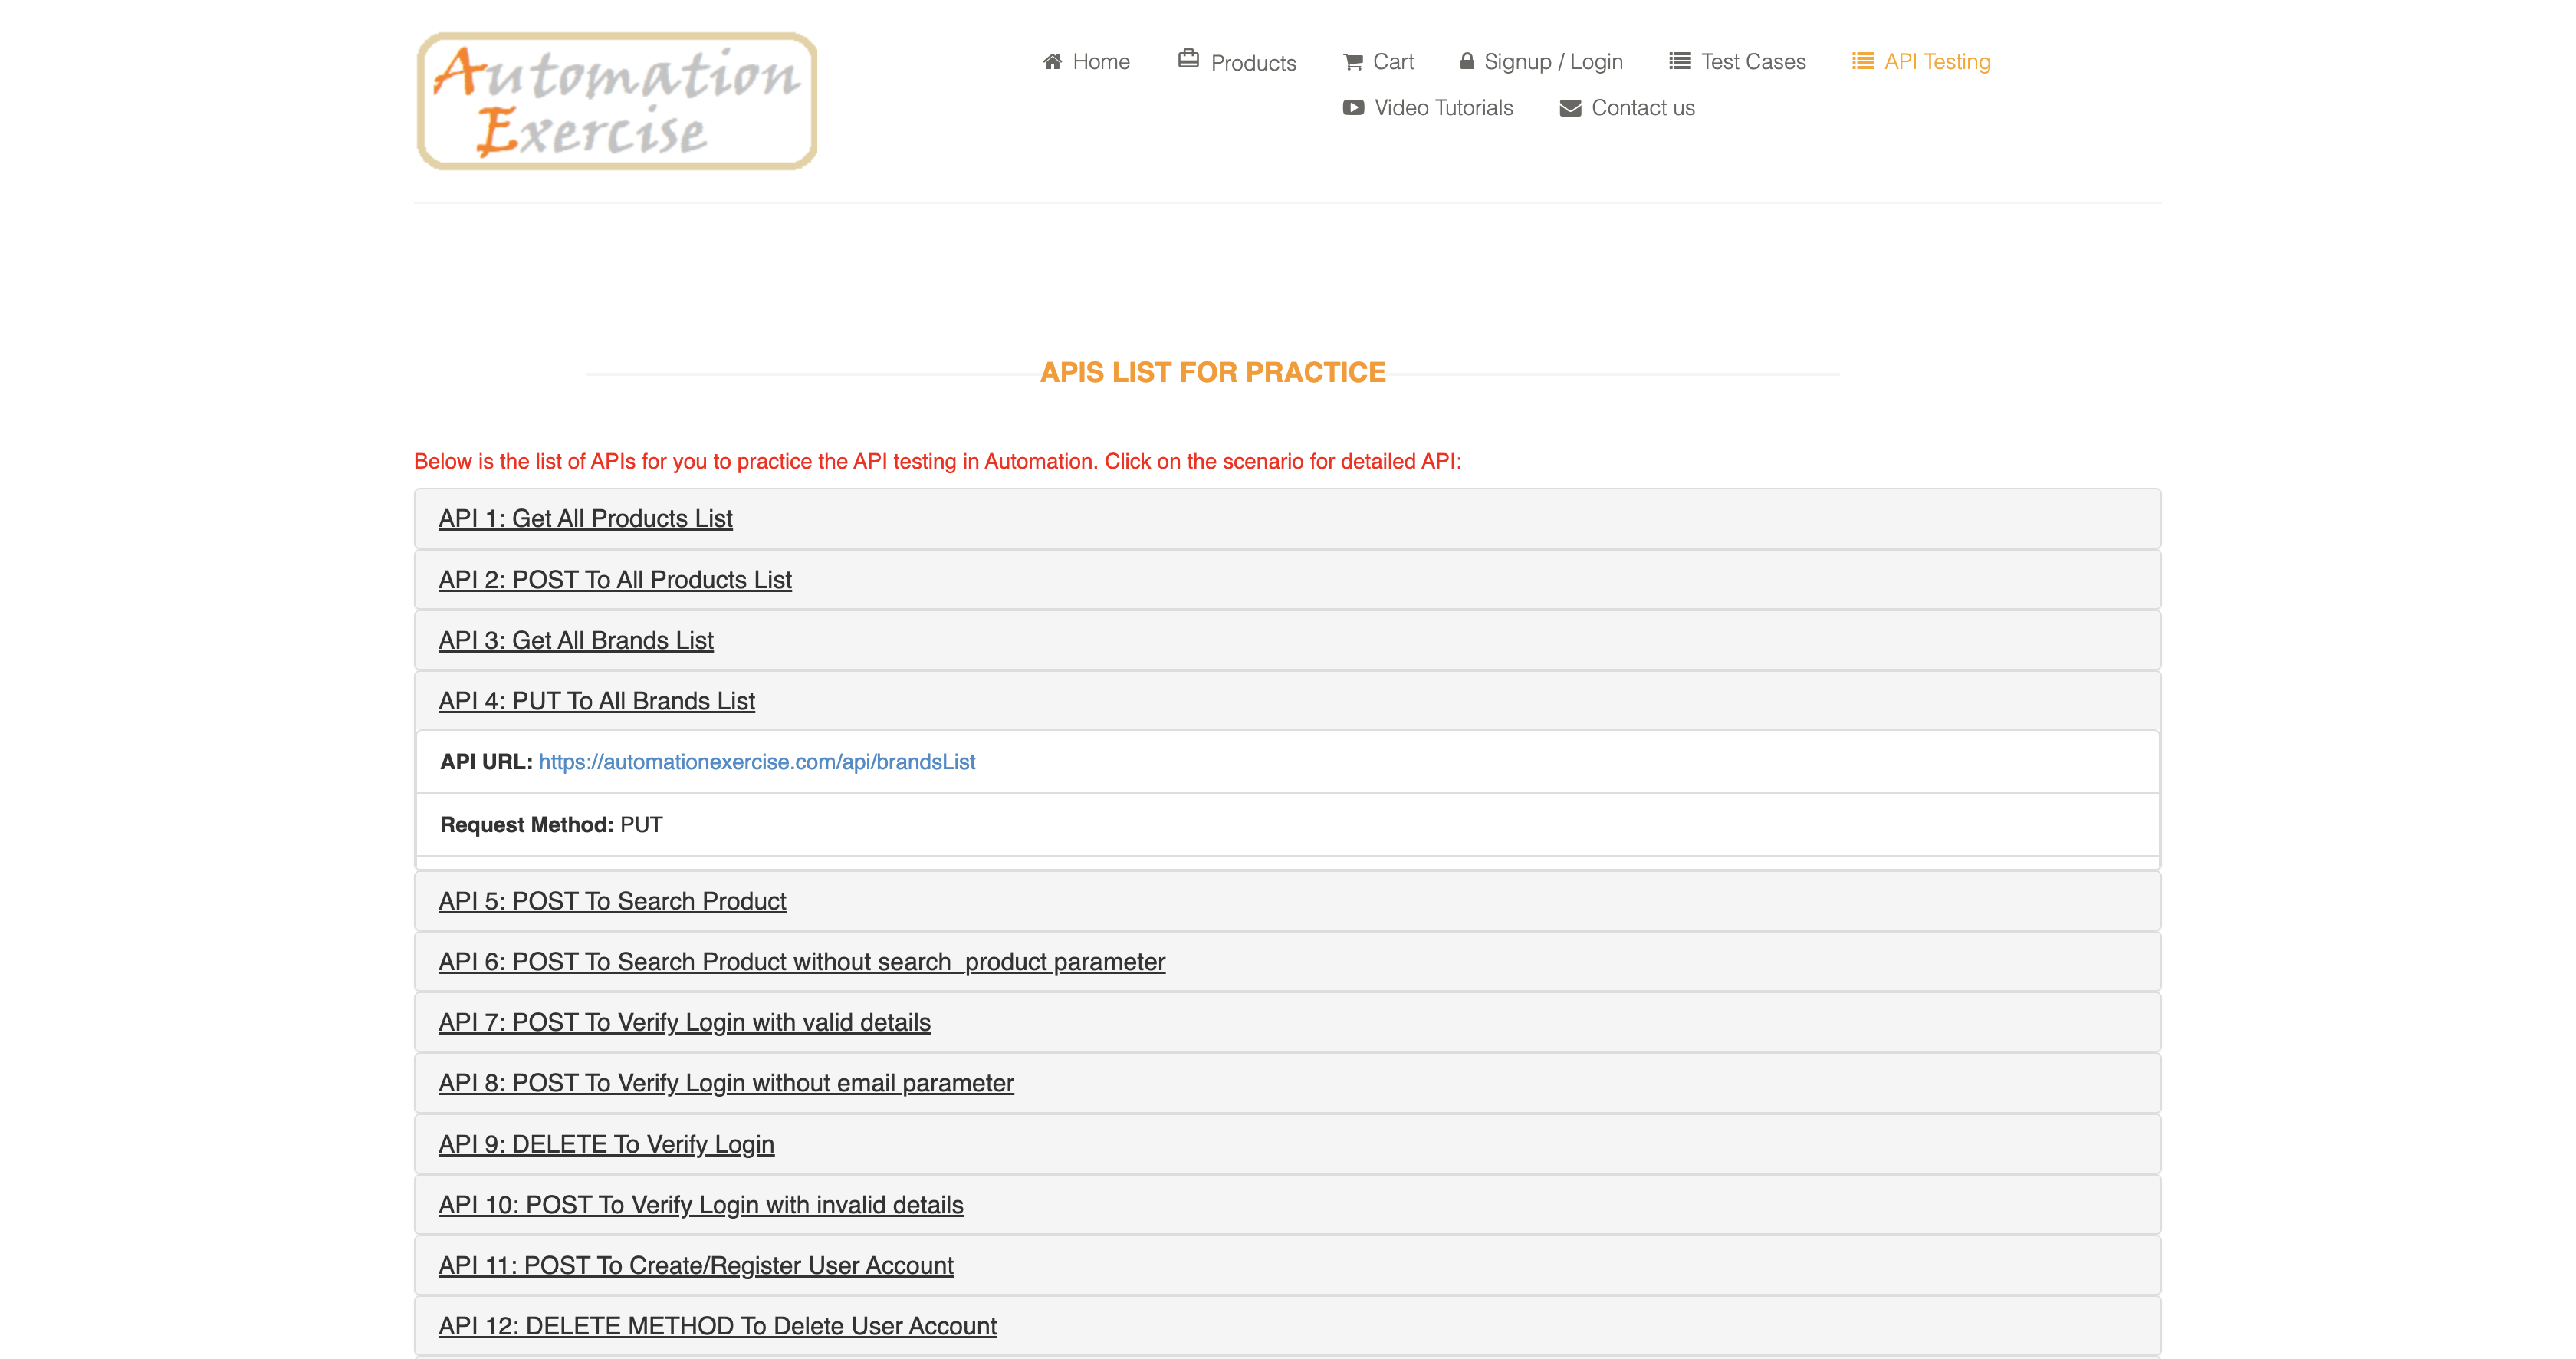 Automation
Exercise
Home Products Cart Signup / Login Test Cases API Testing
Video Tutorials Contact us
APIS LIST FOR PRACTICE
Below is the list of APIs for you to practice the API testing in Automation. Click on the scenario for detailed API:
API 1: Get All Products List
API 2: POST To All Products List
API 3: Get All Brands List
API 4: PUT To All Brands List
API URL: https://automationexercise.com/api/brandsList
Request Method: PUT
API 5: POST To Search Product
API 6: POST To Search Product without search_product parameter
API 7: POST To Verify Login with valid details
API 8: POST To Verify Login without email parameter
API 9: DELETE To Verify Login
API 10: POST To Verify Login with invalid details
API 11: POST To Create/Register User Account
API 12: DELETE METHOD To Delete User Account